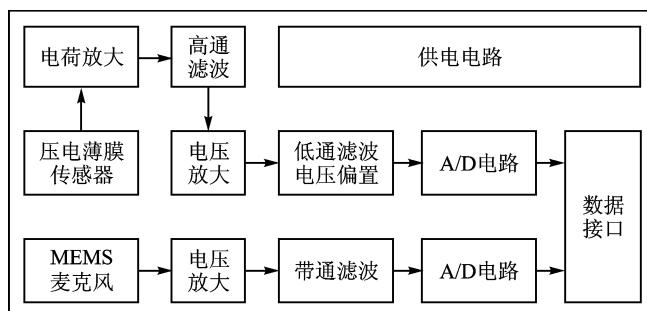 电荷放大
高通
滤波
供电电路
压电薄膜
传感器
电压
放大
低通滤波
电压偏置
A/D电路
数据
接口
MEMS
麦克风
电压
放大
带通滤波
A/D电路